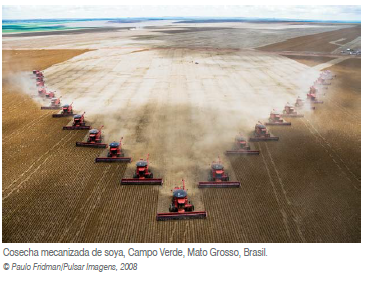 Cosecha mecanizada de soya, Campo Verde, Mato Grosso, Brasil.
© Paulo Fridman/Pulsar Imagens, 2008